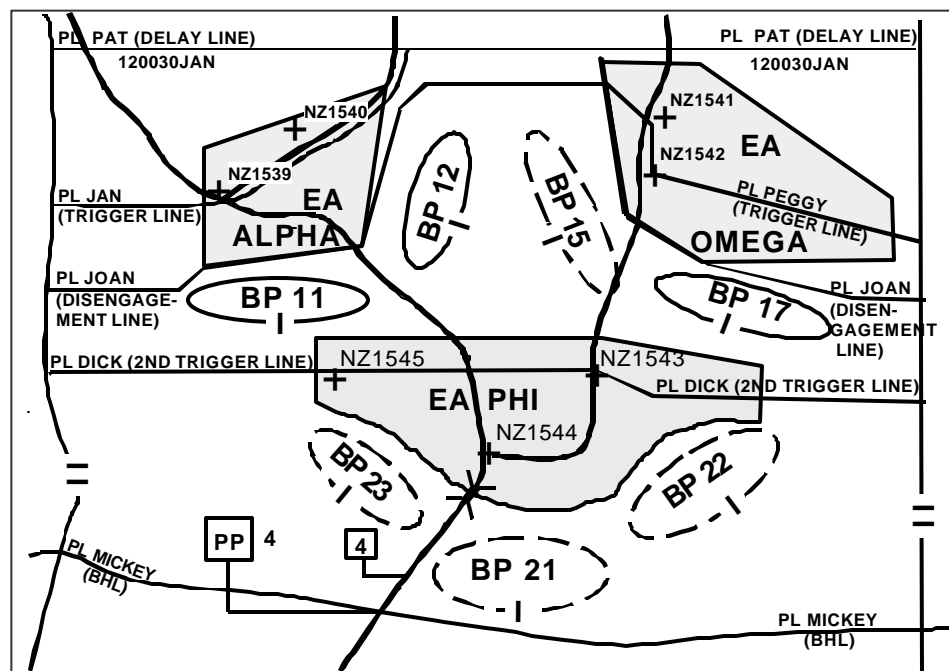 PL PAT (DELAY LINE)
120030JAN
PL PAT (DELAY LINE)
120030JAN
NZ1540
NZ1541
NZ1539
NZ1542
EA
EA
ALPHA
OMEGA
BP 12
I
BP 15
I
PL JAN
(TRIGGER LINE)
PL PEGGY
(TRIGGER LINE)
PL JOAN
(DISENGAGE-
MENT LINE)
BP 11
I
BP 17
I
PL JOAN
(DISEN-
GAGEMENT
LINE)
PL DICK (2ND TRIGGER LINE)
NZ1545
NZ1543
PL DICK (2ND TRIGGER LINE)
EA PHI
NZ1544
BP 23
I
BP 22
I
II
II
PP 4
4
BP 21
I
PL MICKEY
(BHL)
PL MICKEY
(BHL)